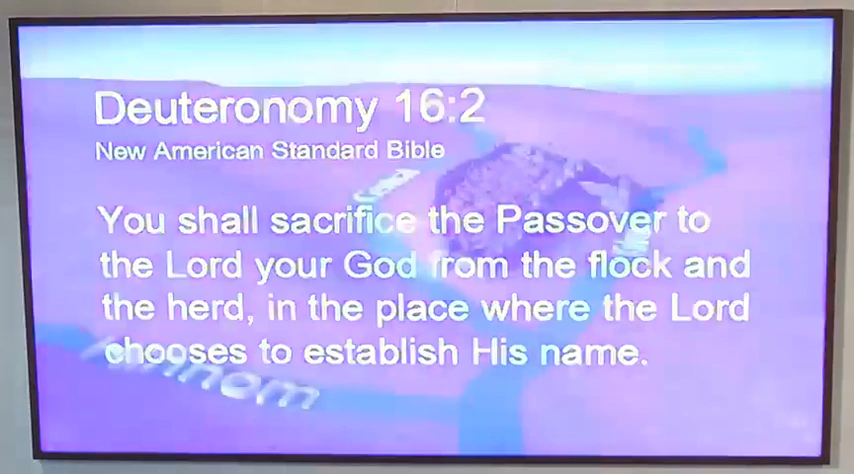 Deuteronomy 16:2
New American Standard Bible
You shall sacrifice the Passover to
the Lord your God from the flock and
the herd, in the place where the Lord
chooses to establish His name.
Hinnom